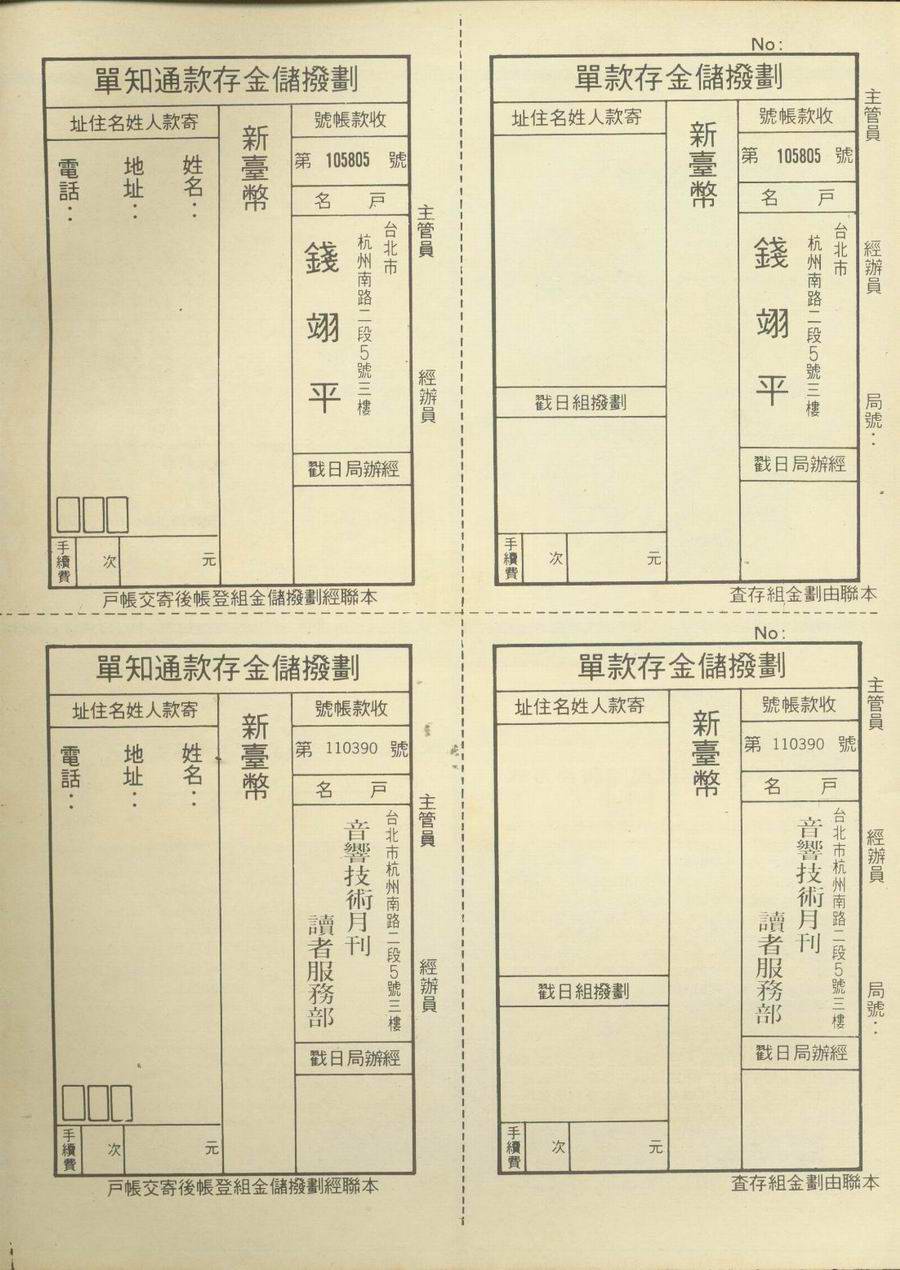 劃撥儲金存款通知單
收款帳號
第 105805 號
戶名
台北市
杭州南路二段5號三樓
錢翊平
經辦局日戳
新臺幣
寄款人姓名住址
姓名：
地址：
電話：
手續費
次
元
主管員
經辦員
本聯經劃撥儲金組登帳後寄交帳戶
No:
劃撥儲金存款單
收款帳號
第 105805 號
戶名
台北市
杭州南路二段5號三樓
錢翊平
經辦局日戳
新臺幣
寄款人姓名住址
劃撥組日戳
手續費
次
元
主管員
經辦員
局號：
本聯由劃金組存查
劃撥儲金存款通知單
收款帳號
第 110390 號
戶名
台北市杭州南路二段5號三樓
音響技術月刊
讀者服務部
經辦局日戳
新臺幣
寄款人姓名住址
姓名：
地址：
電話：
手續費
次
元
主管員
經辦員
本聯經劃撥儲金組登帳後寄交帳戶
No:
劃撥儲金存款單
收款帳號
第 110390 號
戶名
台北市杭州南路二段5號三樓
音響技術月刊
讀者服務部
經辦局日戳
新臺幣
寄款人姓名住址
劃撥組日戳
手續費
次
元
主管員
經辦員
局號：
本聯由劃金組存查